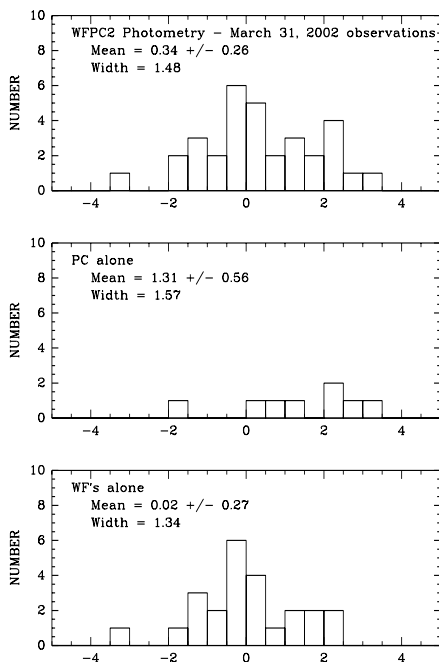 10
WFPC2 Photometry - March 31, 2002 observations
Mean = 0.34 +/- 0.26
8
Width = 1.48
6
NUMBER
4
2
0
-4 -2 0 2 4
10
PC alone
Mean = 1.31 +/- 0.56
8
Width = 1.57
6
NUMBER
4
2
0
-4 -2 0 2 4
10
WF's alone
Mean = 0.02 +/- 0.27
8
Width = 1.34
6
NUMBER
4
2
0
-4 -2 0 2 4